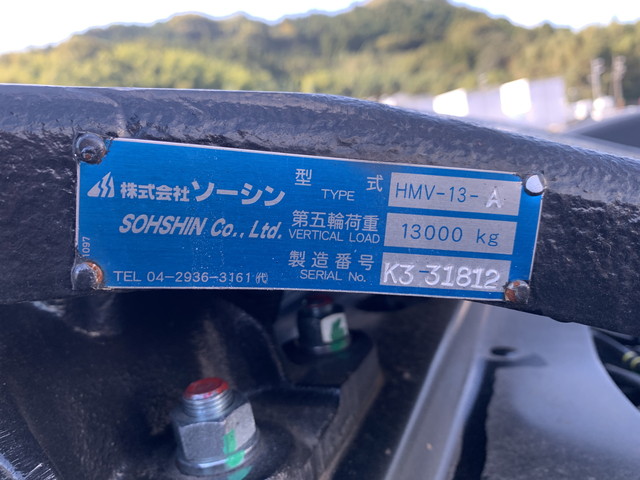 株式会社 ソーシン
SOHSHIN Co., Ltd.
TEL 04-2936-3161 (代)
1097
型式 HMV-13-A
TYPE
第五輪荷重 13000 kg
VERTICAL LOAD
製造番号 K3-31812
SERIAL No.